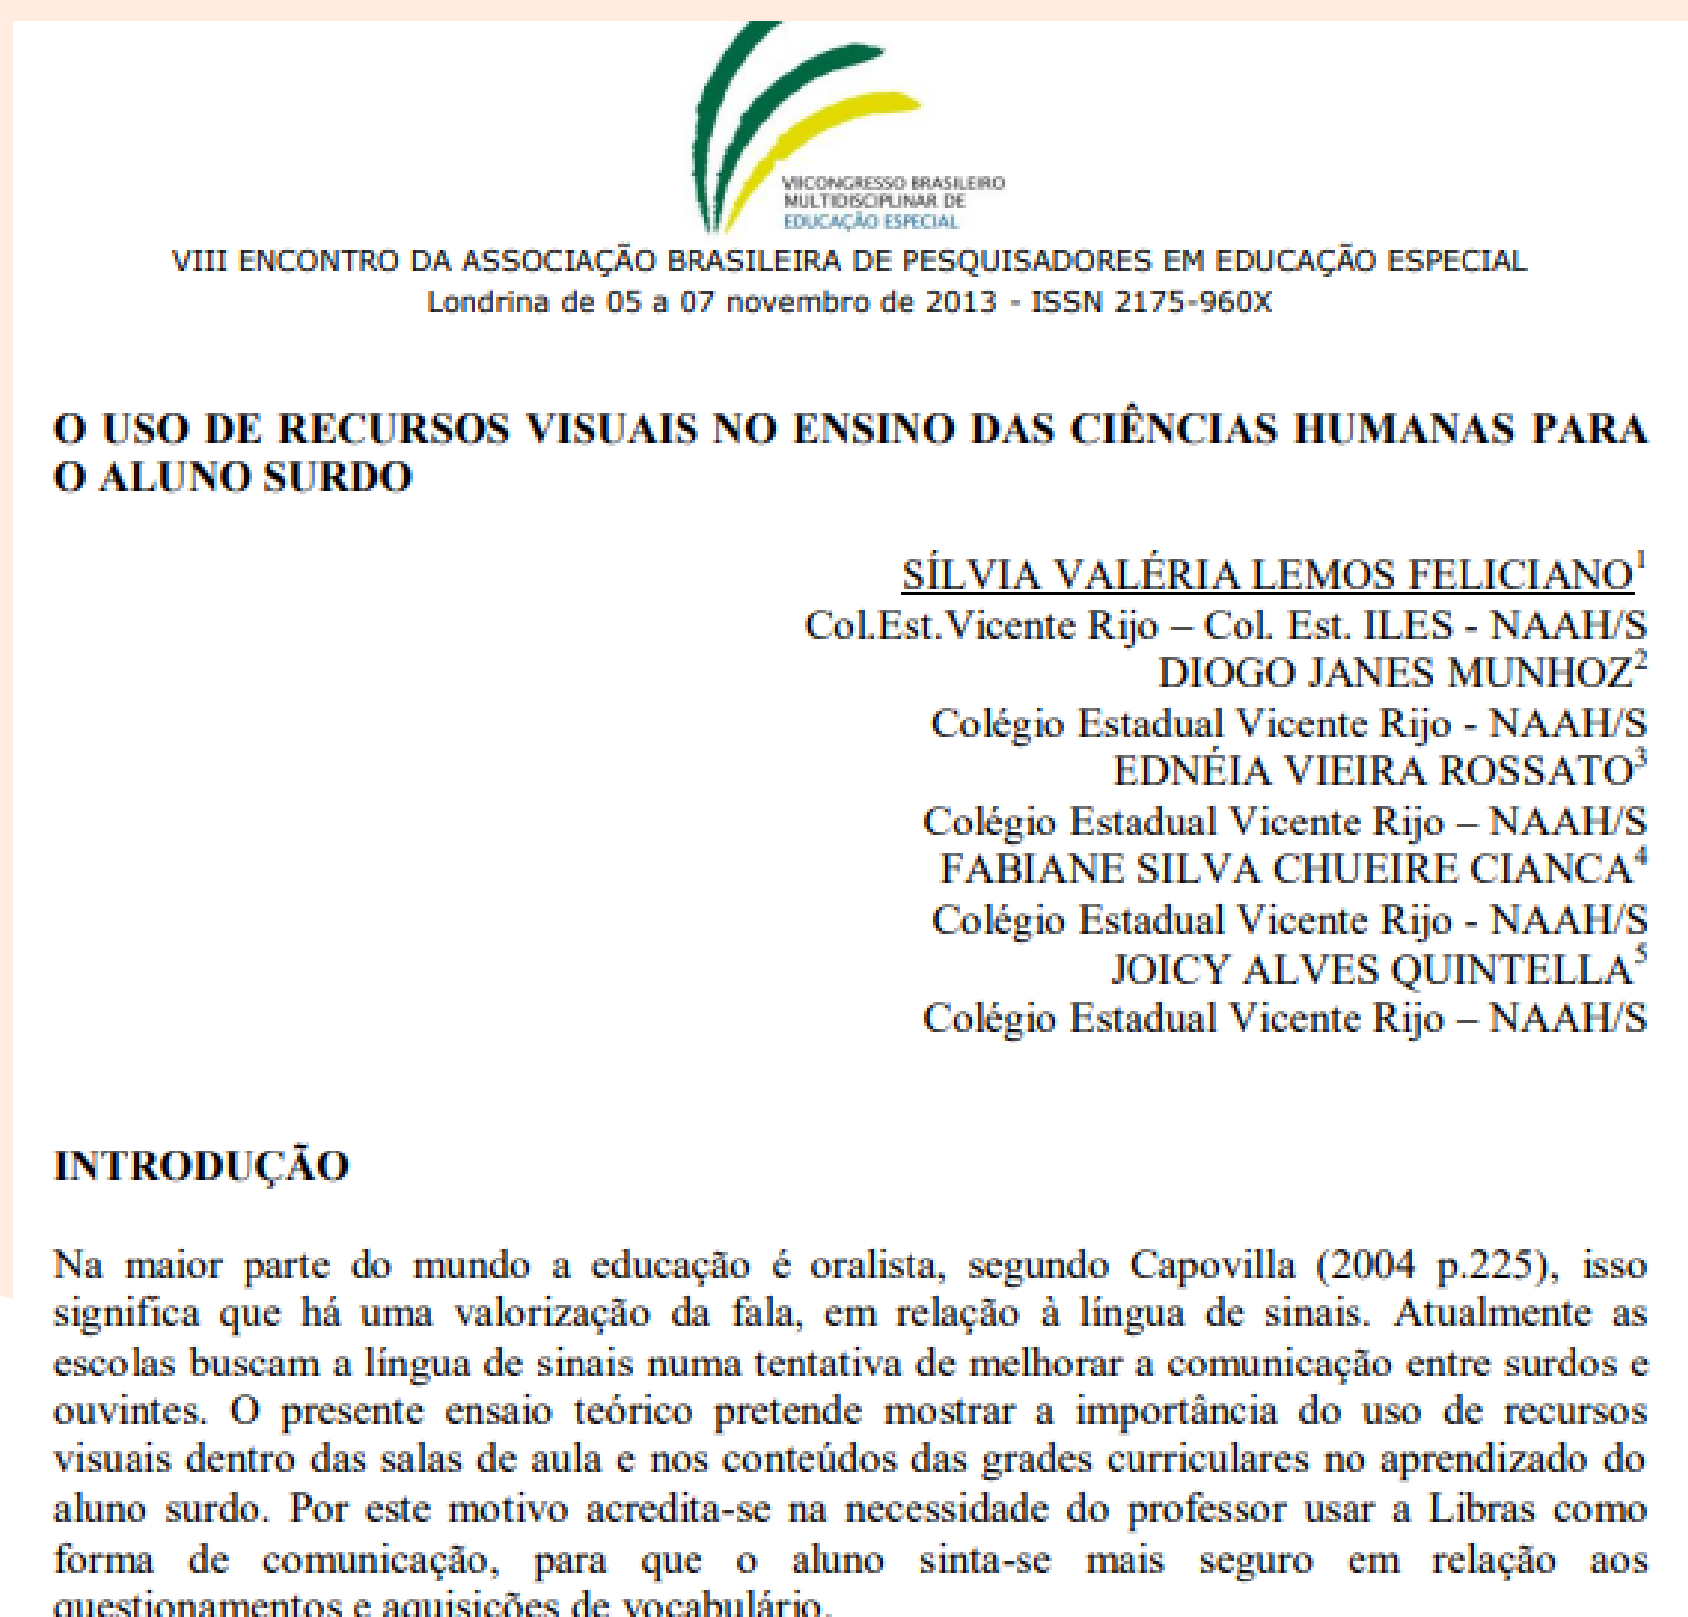 VIICONGRESSO BRASILEIRO
MULTIDISCIPLINAR DE
EDUCAÇÃO ESPECIAL
VIII ENCONTRO DA ASSOCIAÇÃO BRASILEIRA DE PESQUISADORES EM EDUCAÇÃO ESPECIAL
Londrina de 05 a 07 novembro de 2013 - ISSN 2175-960X
O USO DE RECURSOS VISUAIS NO ENSINO DAS CIÊNCIAS HUMANAS PARA
O ALUNO SURDO
SÍLVIA VALÉRIA LEMOS FELICIANO¹
Col.Est.Vicente Rijo – Col. Est. ILES - NAAH/S
DIOGO JANES MUNHOZ²
Colégio Estadual Vicente Rijo - NAAH/S
EDNÉIA VIEIRA ROSSATO³
Colégio Estadual Vicente Rijo – NAAH/S
FABIANE SILVA CHUEIRE CIANCA⁴
Colégio Estadual Vicente Rijo - NAAH/S
JOICY ALVES QUINTELLA⁵
Colégio Estadual Vicente Rijo – NAAH/S
INTRODUÇÃO
Na maior parte do mundo a educação é oralista, segundo Capovilla (2004 p.225), isso
significa que há uma valorização da fala, em relação à língua de sinais. Atualmente as
escolas buscam a língua de sinais numa tentativa de melhorar a comunicação entre surdos e
ouvintes. O presente ensaio teórico pretende mostrar a importância do uso de recursos
visuais dentro das salas de aula e nos conteúdos das grades curriculares no aprendizado do
aluno surdo. Por este motivo acredita-se na necessidade do professor usar a Libras como
forma de comunicação, para que o aluno sinta-se mais seguro em relação aos
questionamentos e aquisições de vocabulário.